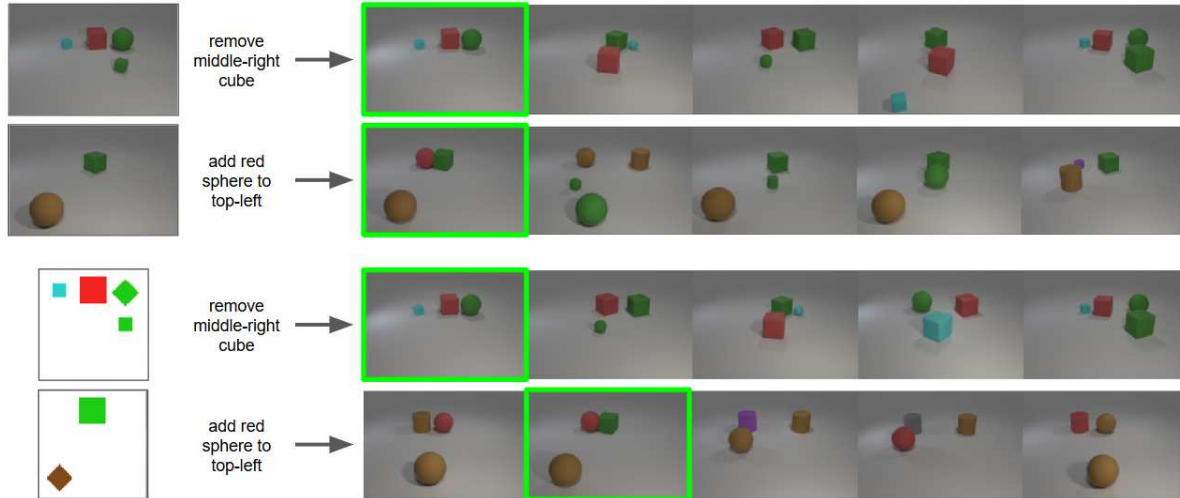 remove
middle-right
cube
add red
sphere to
top-left
remove
middle-right
cube
add red
sphere to
top-left